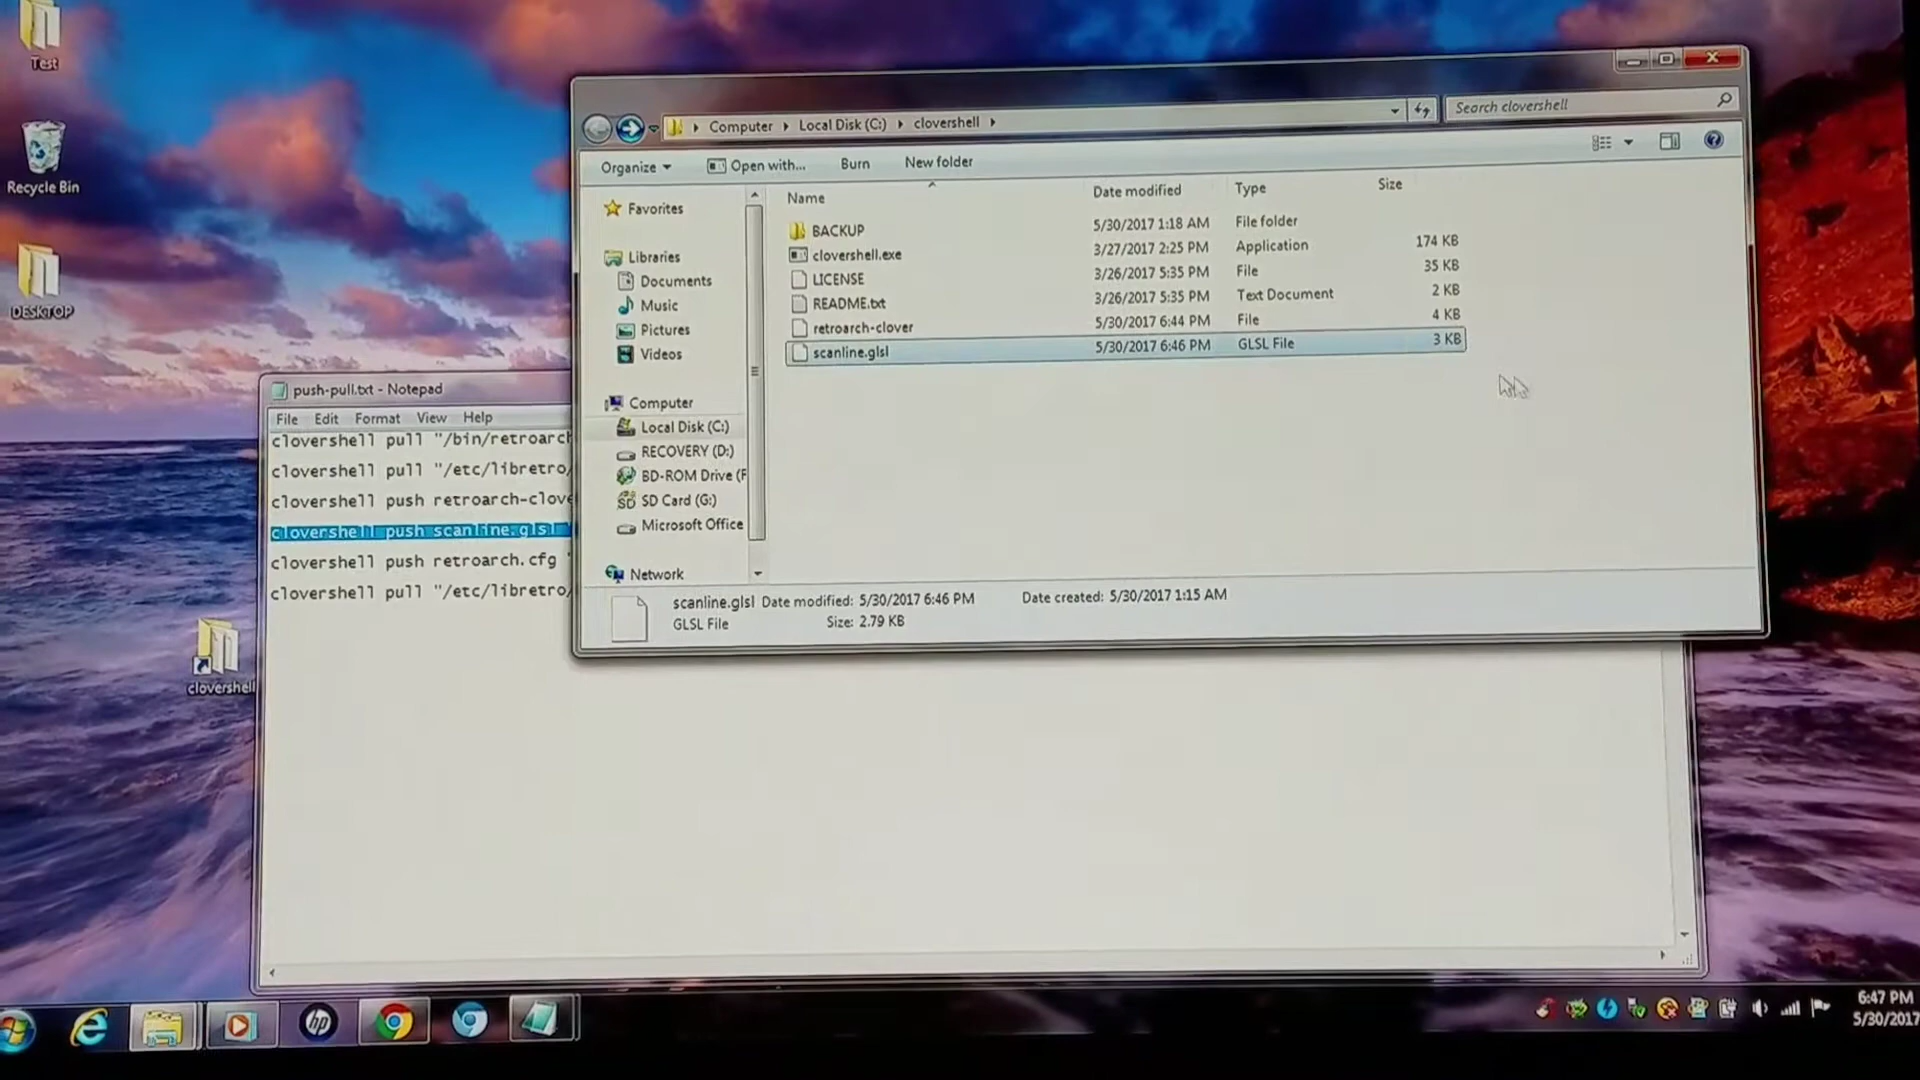 Test
Recycle Bin
DESKTOP
clovershell
Computer
Local Disk (C:)
clovershell
Search clovershell
Organize
Open with...
Burn
New folder
Name
Date modified
Type
Size
Favorites
Libraries
Documents
Music
Pictures
Videos
Computer
Local Disk (C:)
RECOVERY (D:)
BD-ROM Drive (F
SD Card (G:)
Microsoft Office
Network
BACKUP 5/30/2017 1:18 AM File folder
clovershell.exe 3/27/2017 2:25 PM Application 174 KB
LICENSE 3/26/2017 5:35 PM File 35 KB
README.txt 3/26/2017 5:35 PM Text Document 2 KB
retroarch-clover 5/30/2017 6:44 PM File 4 KB
scanline.glsl 5/30/2017 6:46 PM GLSL File 3 KB
scanline.glsl Date modified: 5/30/2017 6:46 PM Date created: 5/30/2017 1:15 AM
GLSL File Size: 2.79 KB
push-pull.txt - Notepad
File Edit Format View Help
clovershell pull "/bin/retroarch
clovershell pull "/etc/libretro/
clovershell push retroarch-clove
clovershell push scanline.glsl "
clovershell push retroarch.cfg "
clovershell pull "/etc/libretro/
hp
6:47 PM
5/30/2017